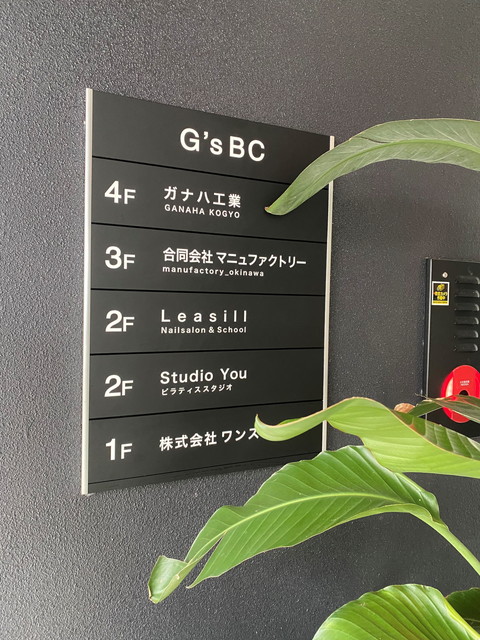 G's BC
4F ガナハ工業
GANAHA KOGYO
3F 合同会社 マニュファクトリー
manufactory_okinawa
2F Leasill
Nailsalon & School
2F Studio You
ピラティススタジオ
1F 株式会社 ワンズ